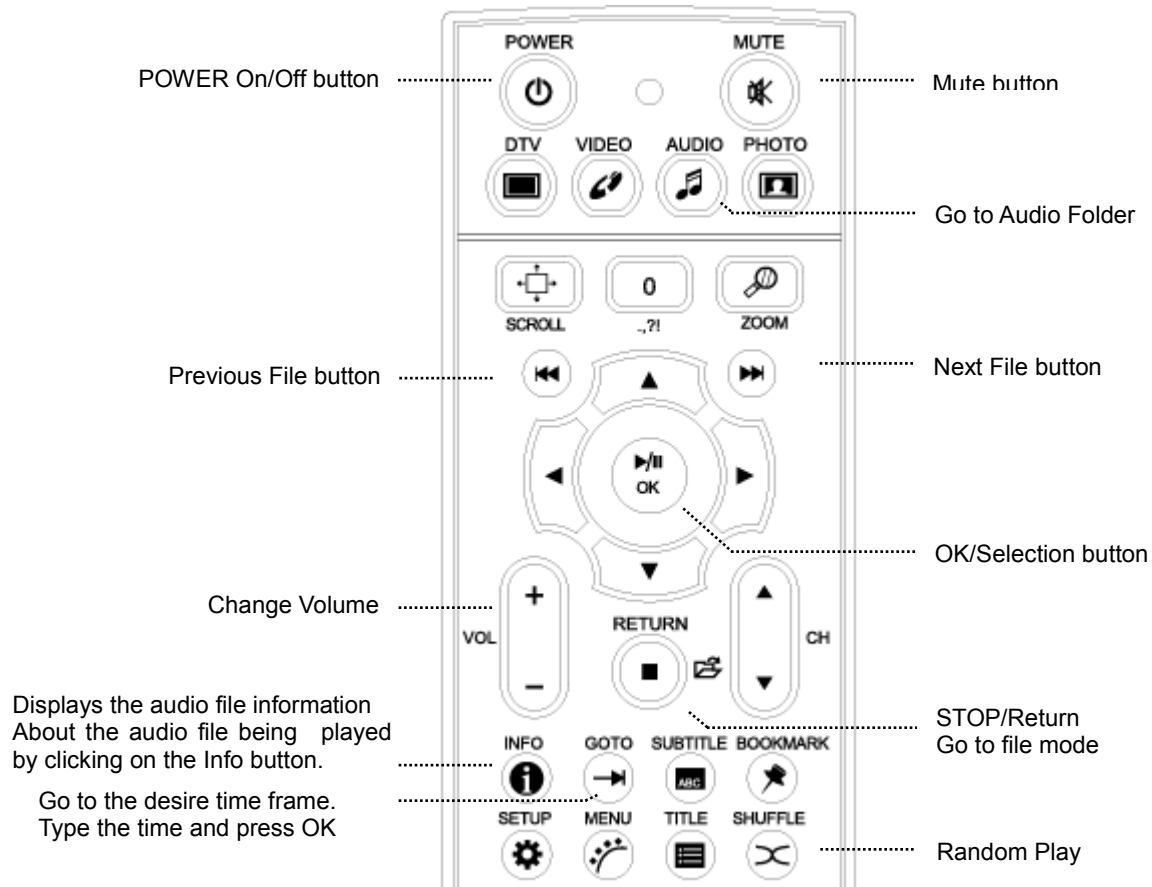 POWER MUTE
POWER On/Off button
Mute button
DTV VIDEO AUDIO PHOTO
Go to Audio Folder
0
SCROLL .,?! ZOOM
Previous File button
Next File button
OK
OK/Selection button
Change Volume
+
VOL
RETURN
CH
–
Displays the audio file information
About the audio file being played
by clicking on the Info button.
STOP/Return
Go to file mode
INFO GOTO SUBTITLE BOOKMARK
ABC
Go to the desire time frame.
Type the time and press OK
SETUP MENU TITLE SHUFFLE
Random Play